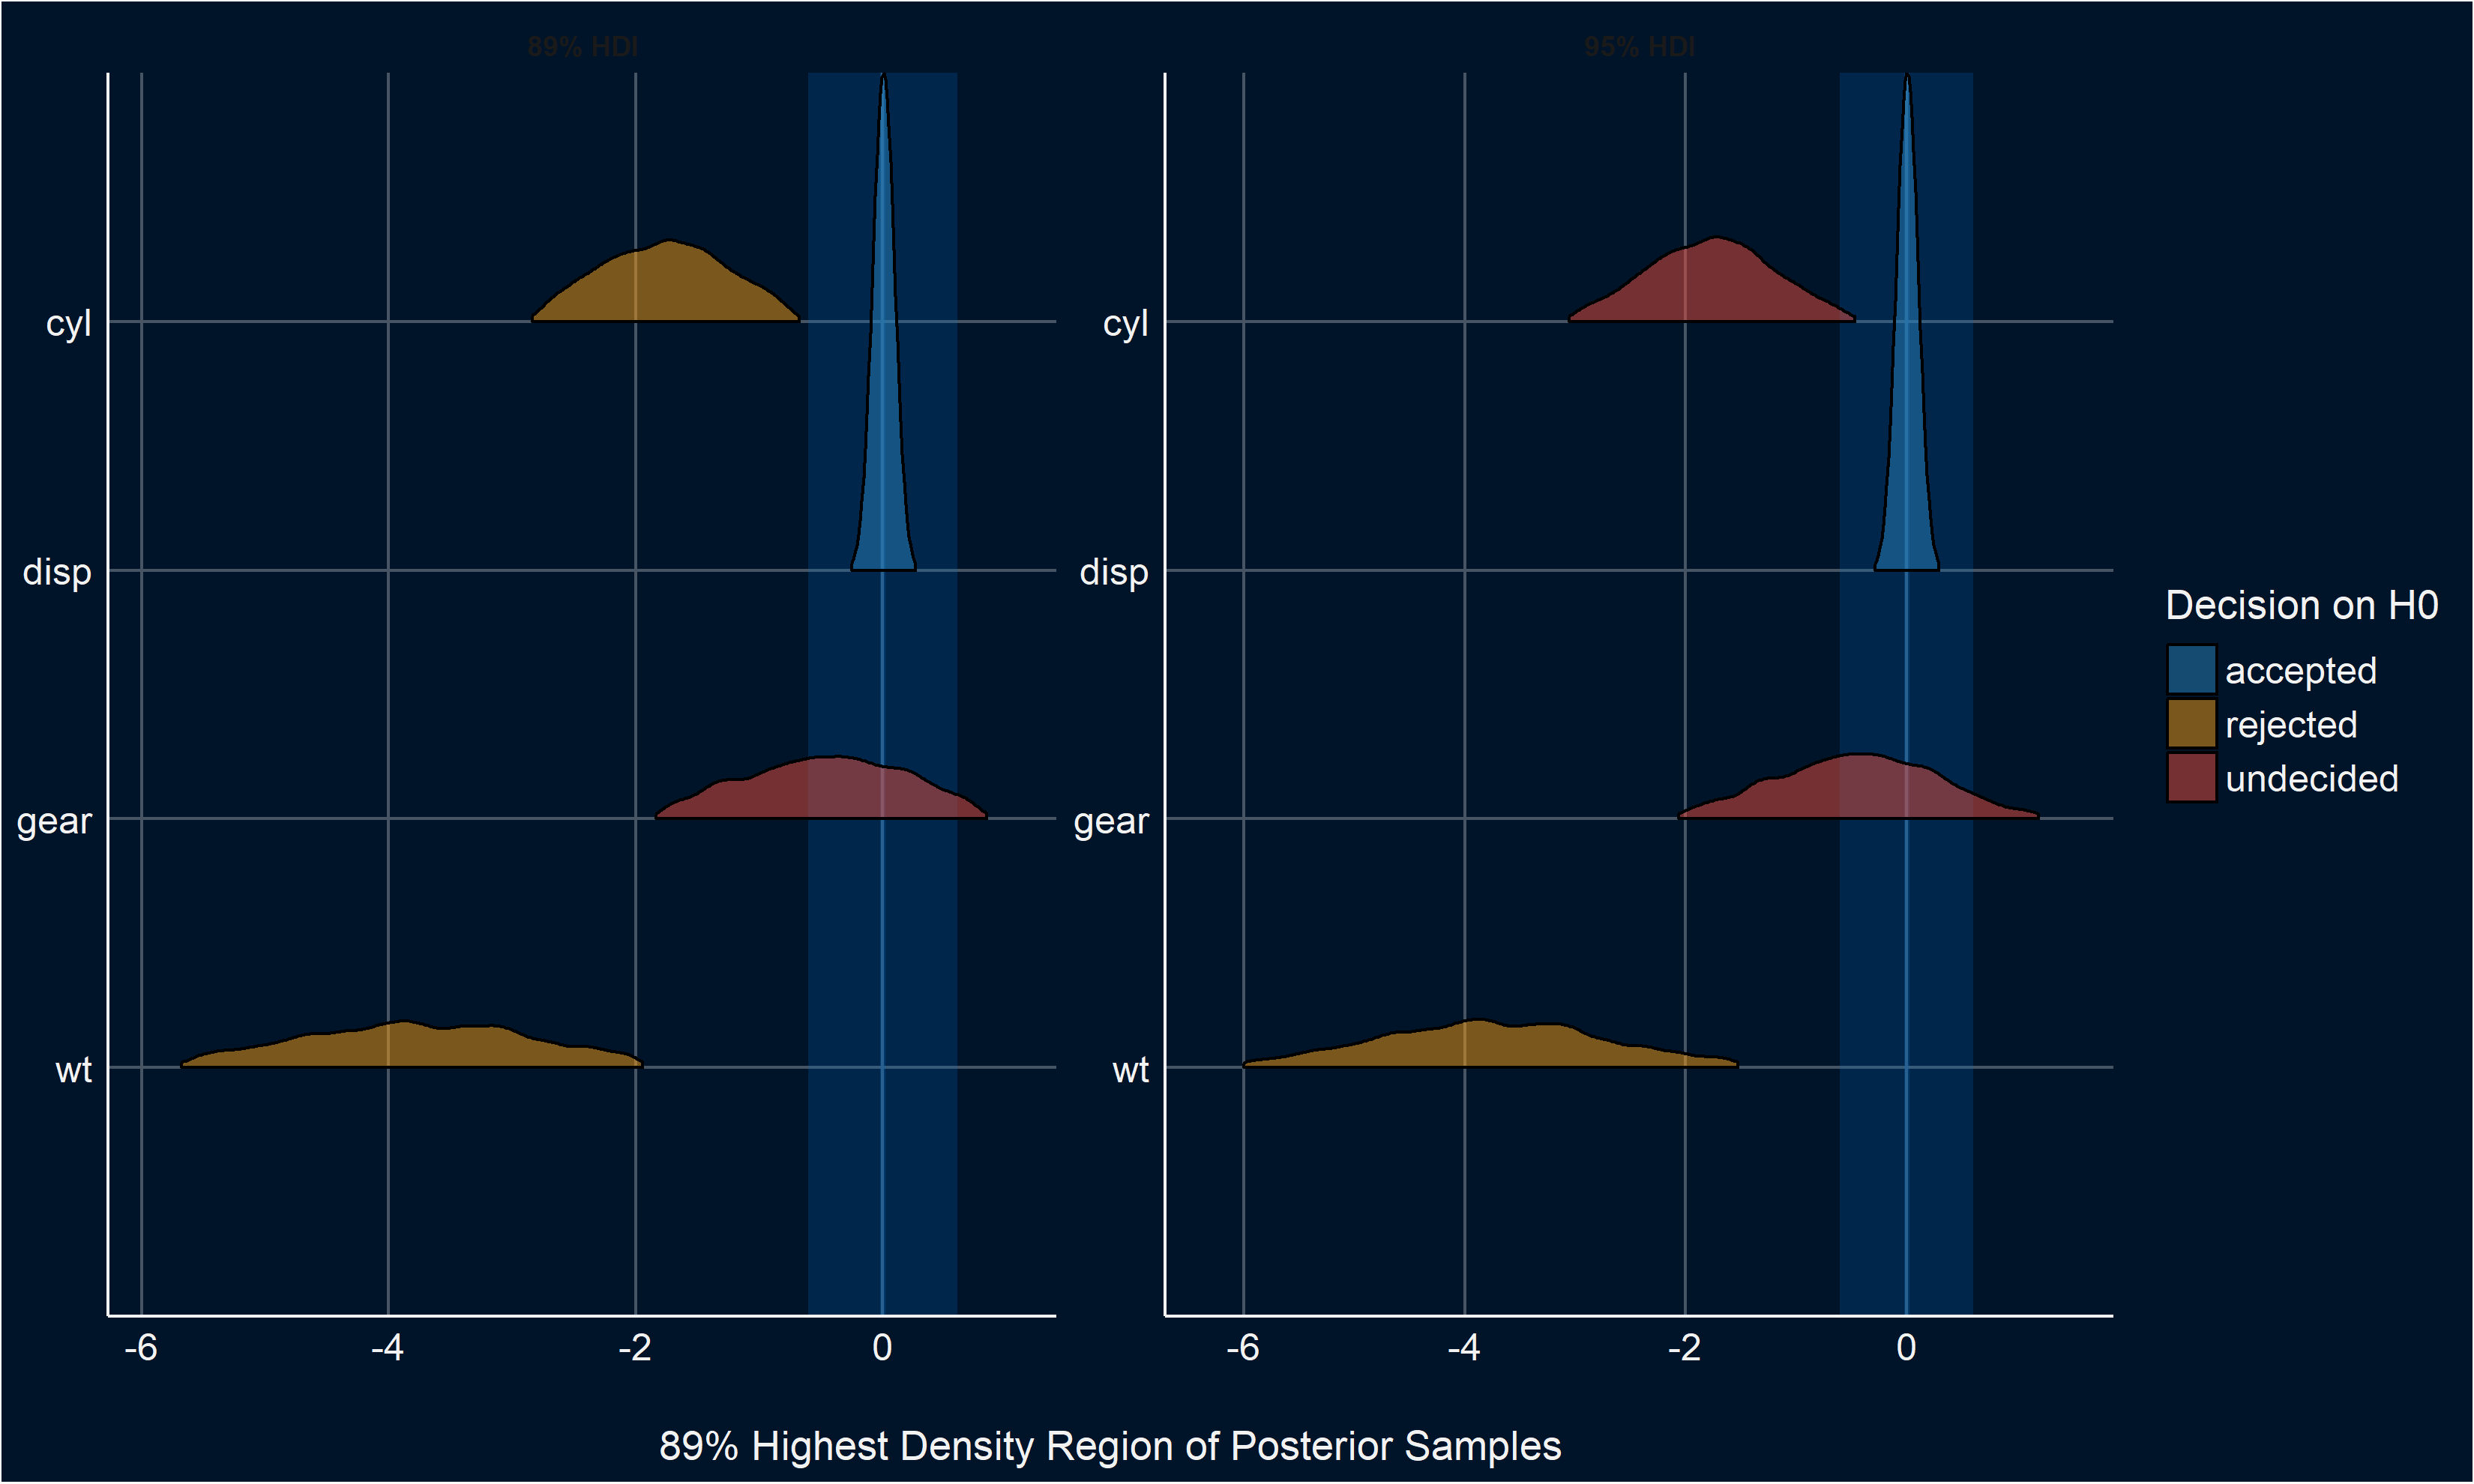 89% HDI
95% HDI
cyl
disp
gear
wt
-6
-4
-2
0
cyl
disp
gear
wt
-6
-4
-2
0
89% Highest Density Region of Posterior Samples
Decision on H0
accepted
rejected
undecided